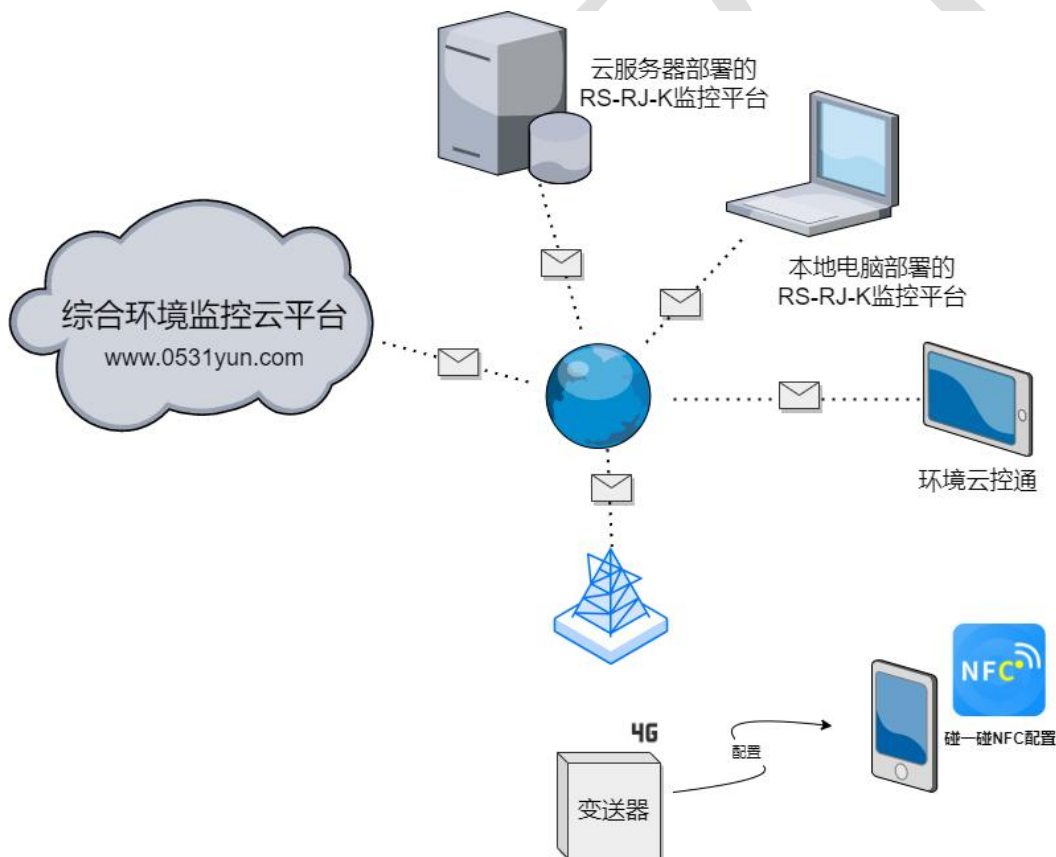 云服务器部署的
RS-RJ-K监控平台
本地电脑部署的
RS-RJ-K监控平台
综合环境监控云平台
www.0531yun.com
环境云控通
NFC
碰一碰NFC配置
4G
配置
变送器